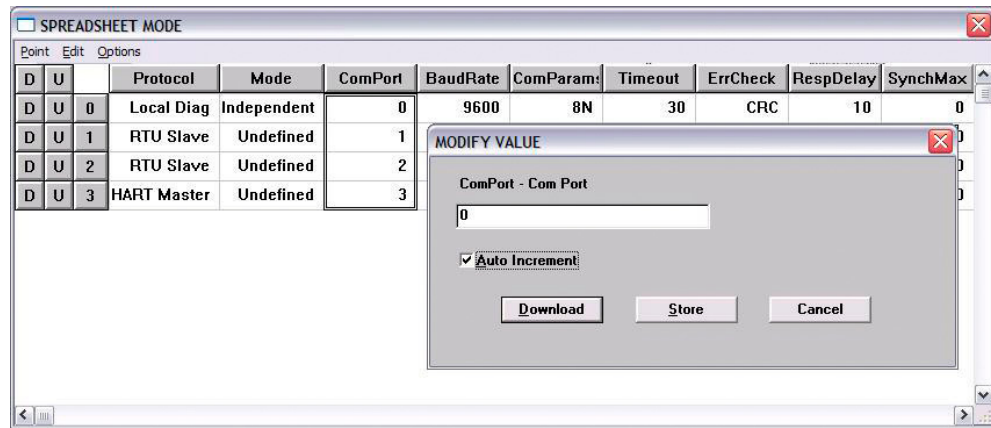 SPREADSHEET MODE
Point Edit Options
D U Protocol Mode ComPort BaudRate ComParam Timeout ErrCheck RespDelay SynchMax
D U 0 Local Diag Independent 0 9600 8N 30 CRC 10 0
D U 1 RTU Slave Undefined 1
D U 2 RTU Slave Undefined 2
D U 3 HART Master Undefined 3
MODIFY VALUE
ComPort - Com Port
0
Auto Increment
Download Store Cancel